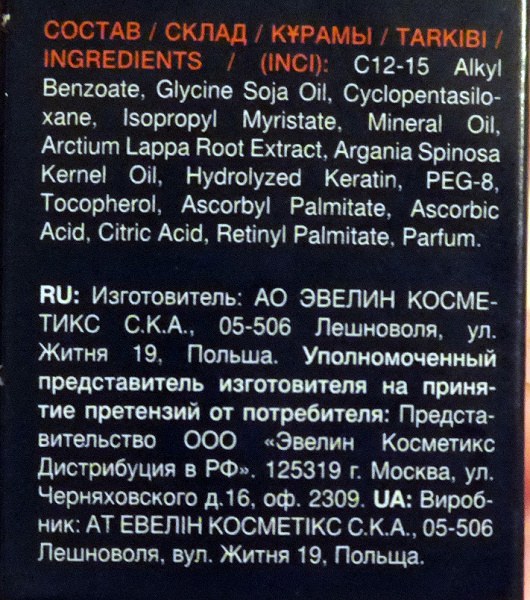 СОСТАВ / СКЛАД / ҚҰРАМЫ / TARKIBI /
INGREDIENTS / (INCI): C12-15 Alkyl
Benzoate, Glycine Soja Oil, Cyclopentasilo-
xane, Isopropyl Myristate, Mineral Oil,
Arctium Lappa Root Extract, Argania Spinosa
Kernel Oil, Hydrolyzed Keratin, PEG-8,
Tocopherol, Ascorbyl Palmitate, Ascorbic
Acid, Citric Acid, Retinyl Palmitate, Parfum.
RU: Изготовитель: АО ЭВЕЛИН КОСМЕ-
ТИКС С.К.А., 05-506 Лешноволя, ул.
Житня 19, Польша. Уполномоченный
представитель изготовителя на приня-
тие претензий от потребителя: Предста-
вительство ООО «Эвелин Косметикс
Дистрибуция в РФ». 125319 г. Москва, ул.
Черняховского д.16, оф. 2309. UA: Вироб-
ник: АТ ЕВЕЛІН КОСМЕТІКС С.К.А., 05-506
Лешноволя, вул. Житня 19, Польща.